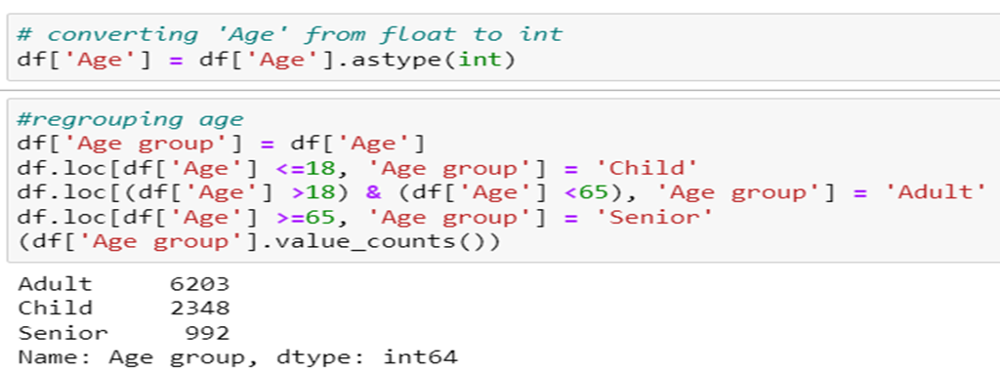 # converting 'Age' from float to int
df['Age'] = df['Age'].astype(int)
#regrouping age
df['Age group'] = df['Age']
df.loc[df['Age'] <=18, 'Age group'] = 'Child'
df.loc[(df['Age'] >18) & (df['Age'] <65), 'Age group'] = 'Adult'
df.loc[df['Age'] >=65, 'Age group'] = 'Senior'
(df['Age group'].value_counts())
Adult     6203
Child     2348
Senior     992
Name: Age group, dtype: int64